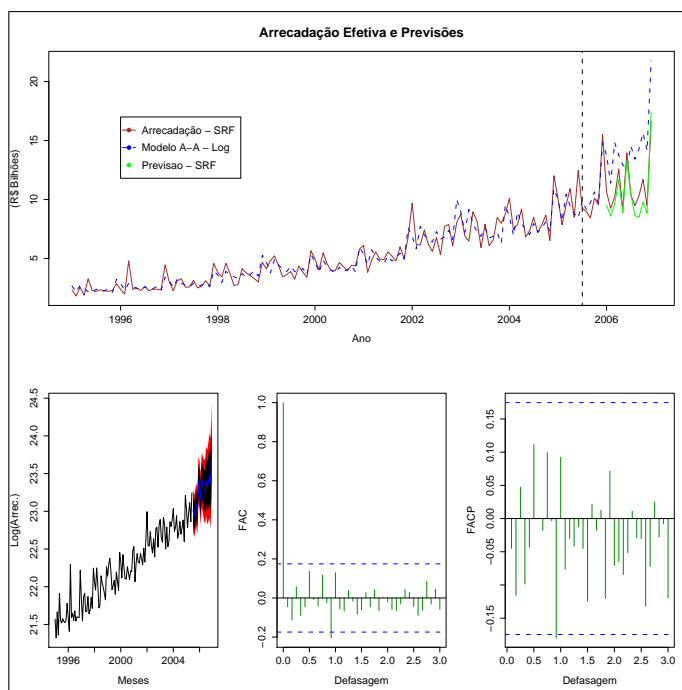 Arrecadação Efetiva e Previsões
(R$ Bilhões)
20
15
10
5
Arrecadação − SRF
Modelo A−A − Log
Previsao − SRF
1996 1998 2000 2002 2004 2006
Ano
Log(Arrec.)
24.5
24.0
23.5
23.0
22.5
22.0
21.5
1996 2000 2004
Meses
FAC
1.0
0.8
0.6
0.4
0.2
0.0
−0.2
0.0 0.5 1.0 1.5 2.0 2.5 3.0
Defasagem
FACP
0.15
0.10
0.05
0.00
−0.05
−0.15
0.0 0.5 1.0 1.5 2.0 2.5 3.0
Defasagem